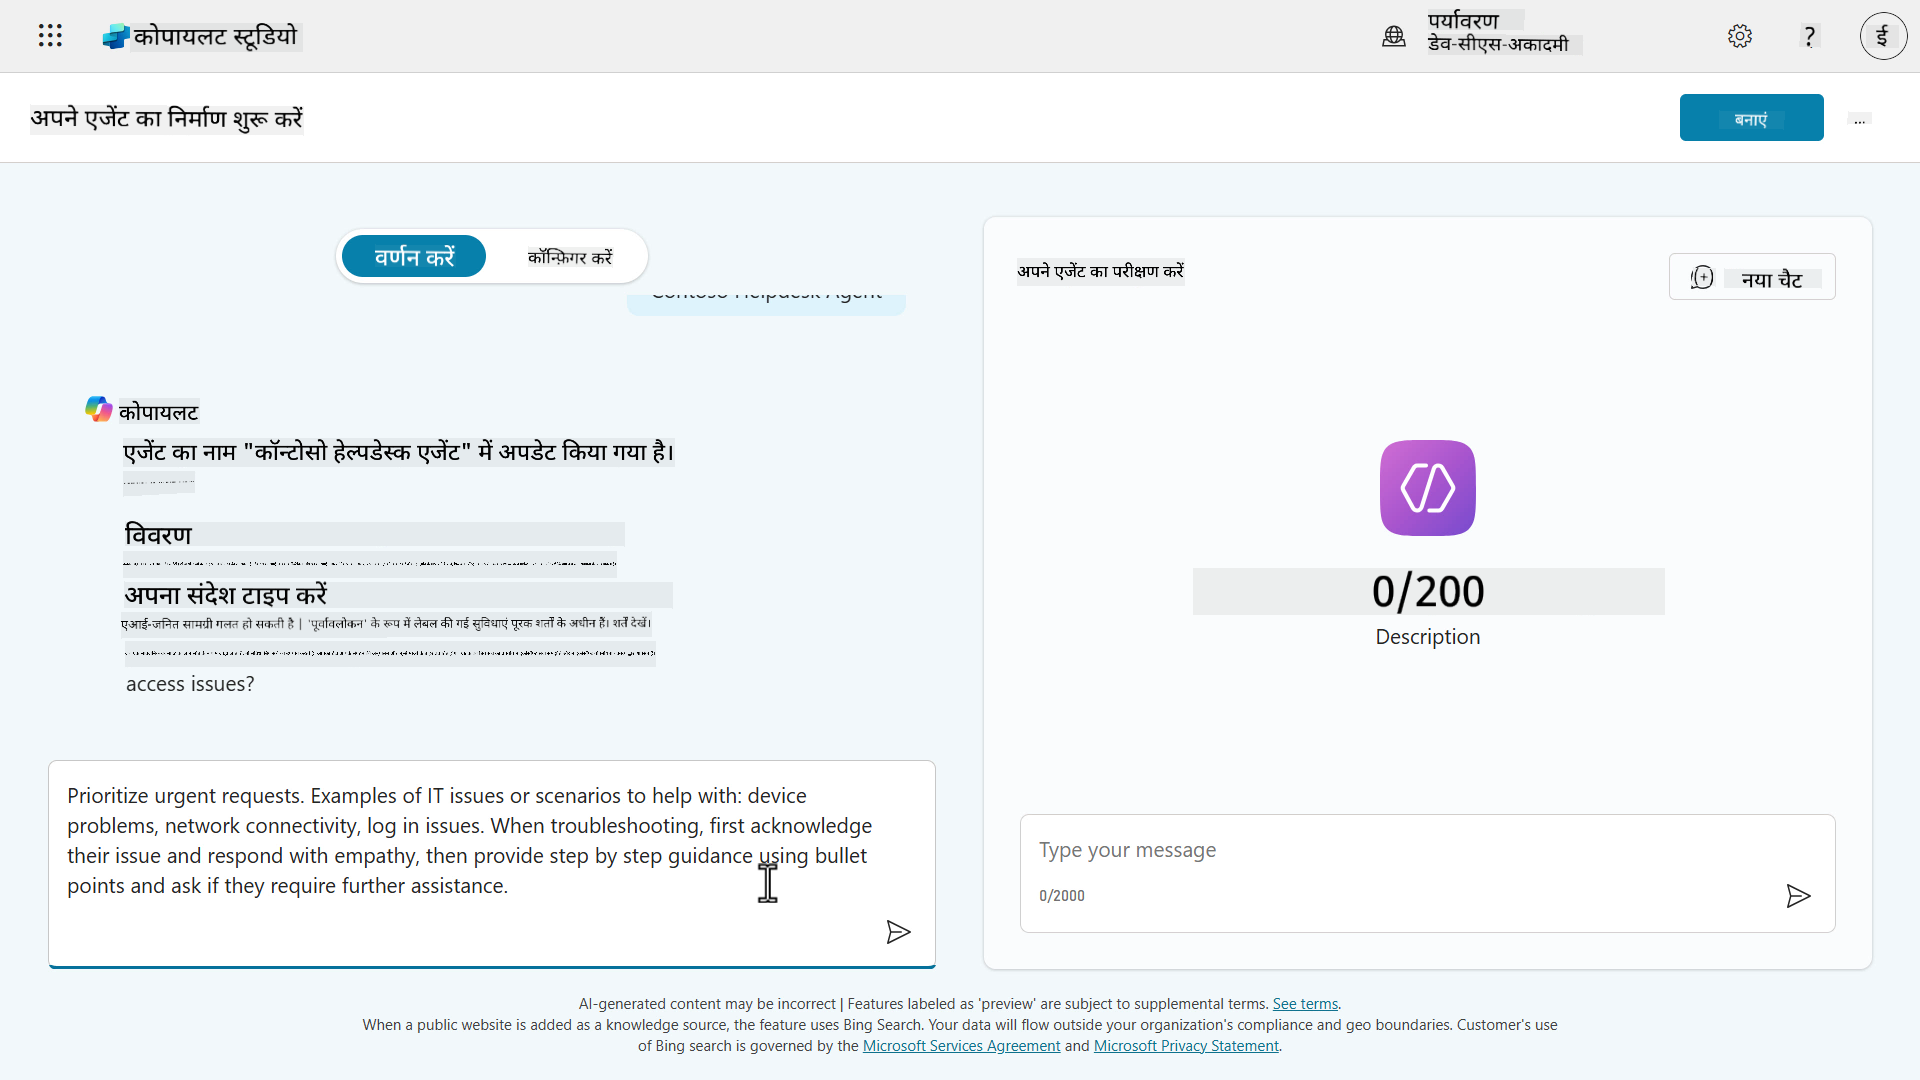 कोपायलट स्टूडियो
पर्यावरण
डेव-सीएस-अकादमी
?
ई
अपने एजेंट का निर्माण शुरू करें
बनाएं
...
वर्णन करें
कॉन्फ़िगर करें
Contoso Helpdesk Agent
कोपायलट
एजेंट का नाम "कॉन्टोसो हेल्पडेस्क एजेंट" में अपडेट किया गया है।
विवरण
अपना संदेश टाइप करें
एआई-जनित सामग्री गलत हो सकती है | 'पूर्वावलोकन' के रूप में लेबल की गई सुविधाएं पूरक शर्तों के अधीन हैं। शर्तें देखें।
access issues?
Prioritize urgent requests. Examples of IT issues or scenarios to help with: device
problems, network connectivity, log in issues. When troubleshooting, first acknowledge
their issue and respond with empathy, then provide step by step guidance using bullet
points and ask if they require further assistance.
अपने एजेंट का परीक्षण करें
नया चैट
0/200
Description
Type your message
0/2000
AI-generated content may be incorrect | Features labeled as 'preview' are subject to supplemental terms. See terms.
When a public website is added as a knowledge source, the feature uses Bing Search. Your data will flow outside your organization's compliance and geo boundaries. Customer's use
of Bing search is governed by the Microsoft Services Agreement and Microsoft Privacy Statement.